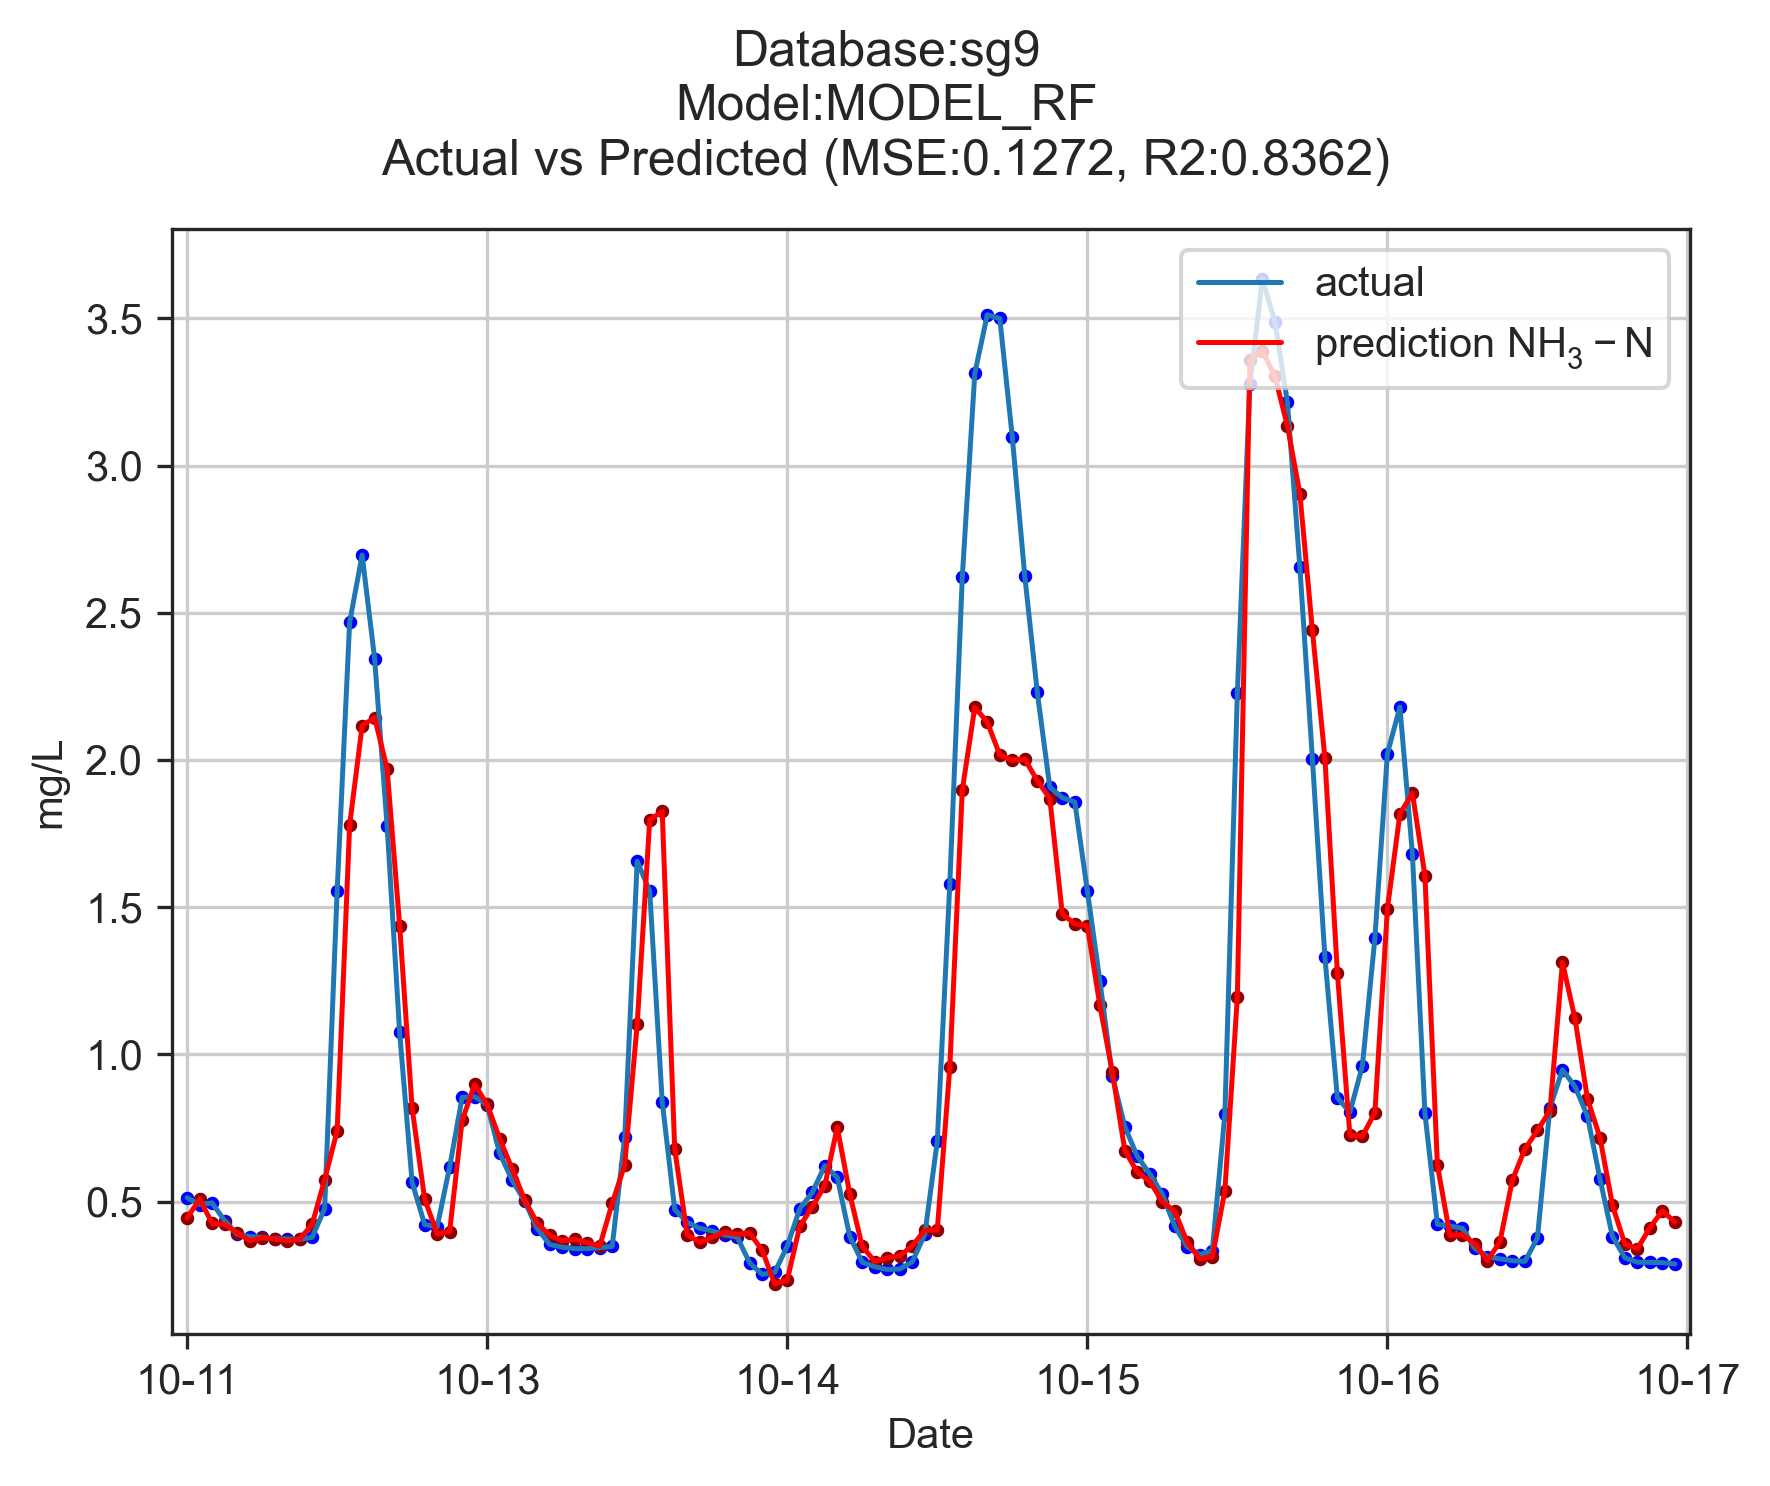 Database:sg9
Model:MODEL_RF
Actual vs Predicted (MSE:0.1272, R2:0.8362)
actual
prediction NH₃ − N
3.5
3.0
2.5
2.0
1.5
1.0
0.5
mg/L
10-11 10-13 10-14 10-15 10-16 10-17
Date